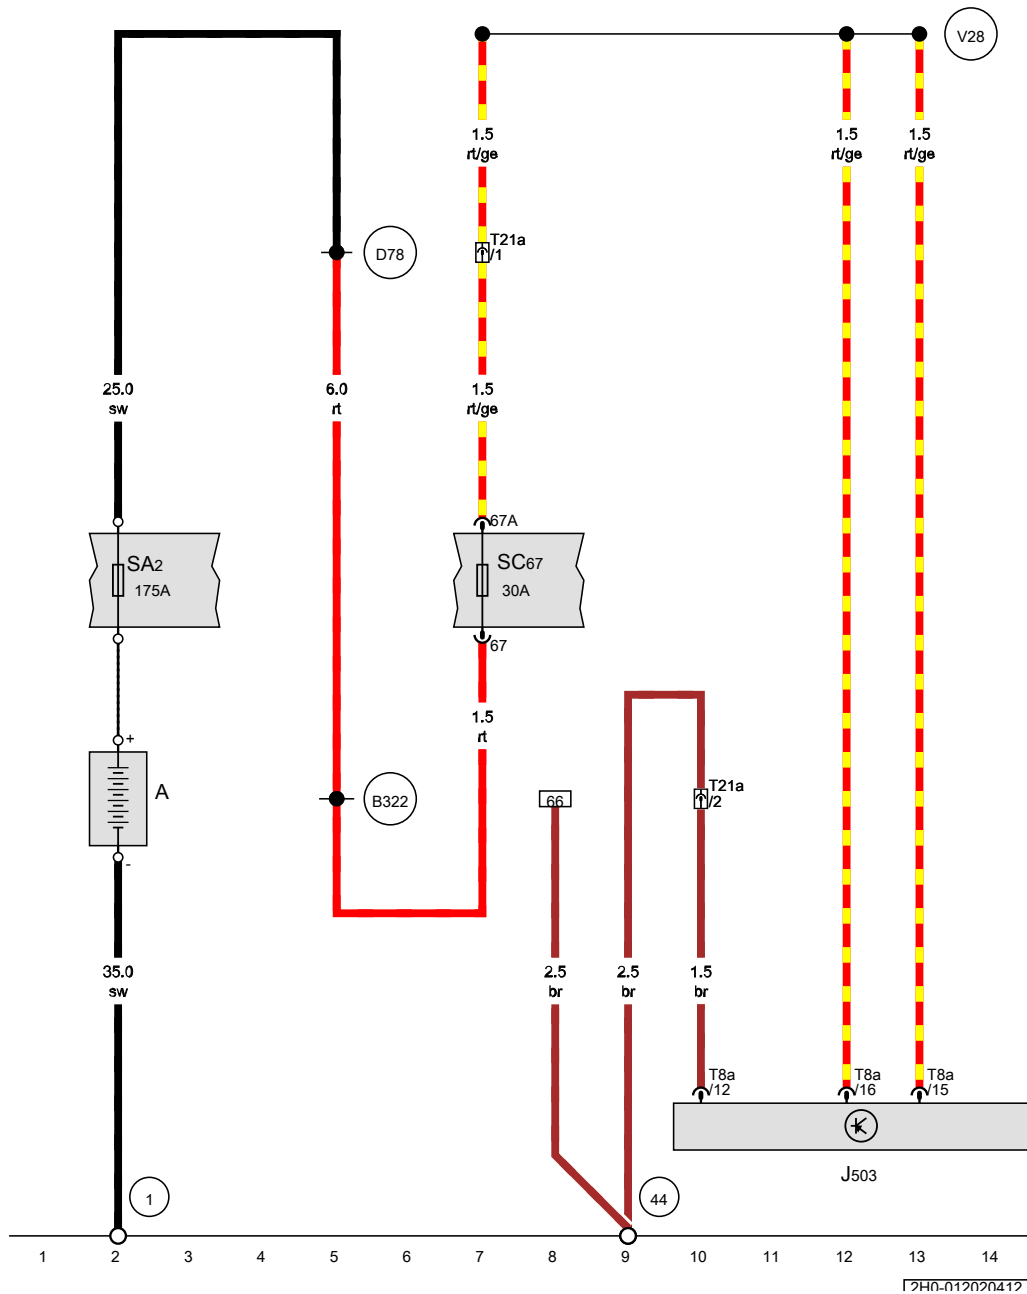 V28
1.5
rt/ge
1.5
rt/ge
1.5
rt/ge
T21a
/1
D78
25.0
sw
6.0
rt
1.5
rt/ge
67A
SA2
175A
SC67
30A
67
1.5
rt
+
A
66
T21a
/2
B322
-
35.0
sw
2.5
br
2.5
br
1.5
br
T8a
/12
T8a
/16
T8a
/15
J503
1
44
1 2 3 4 5 6 7 8 9 10 11 12 13 14
2H0-012020412